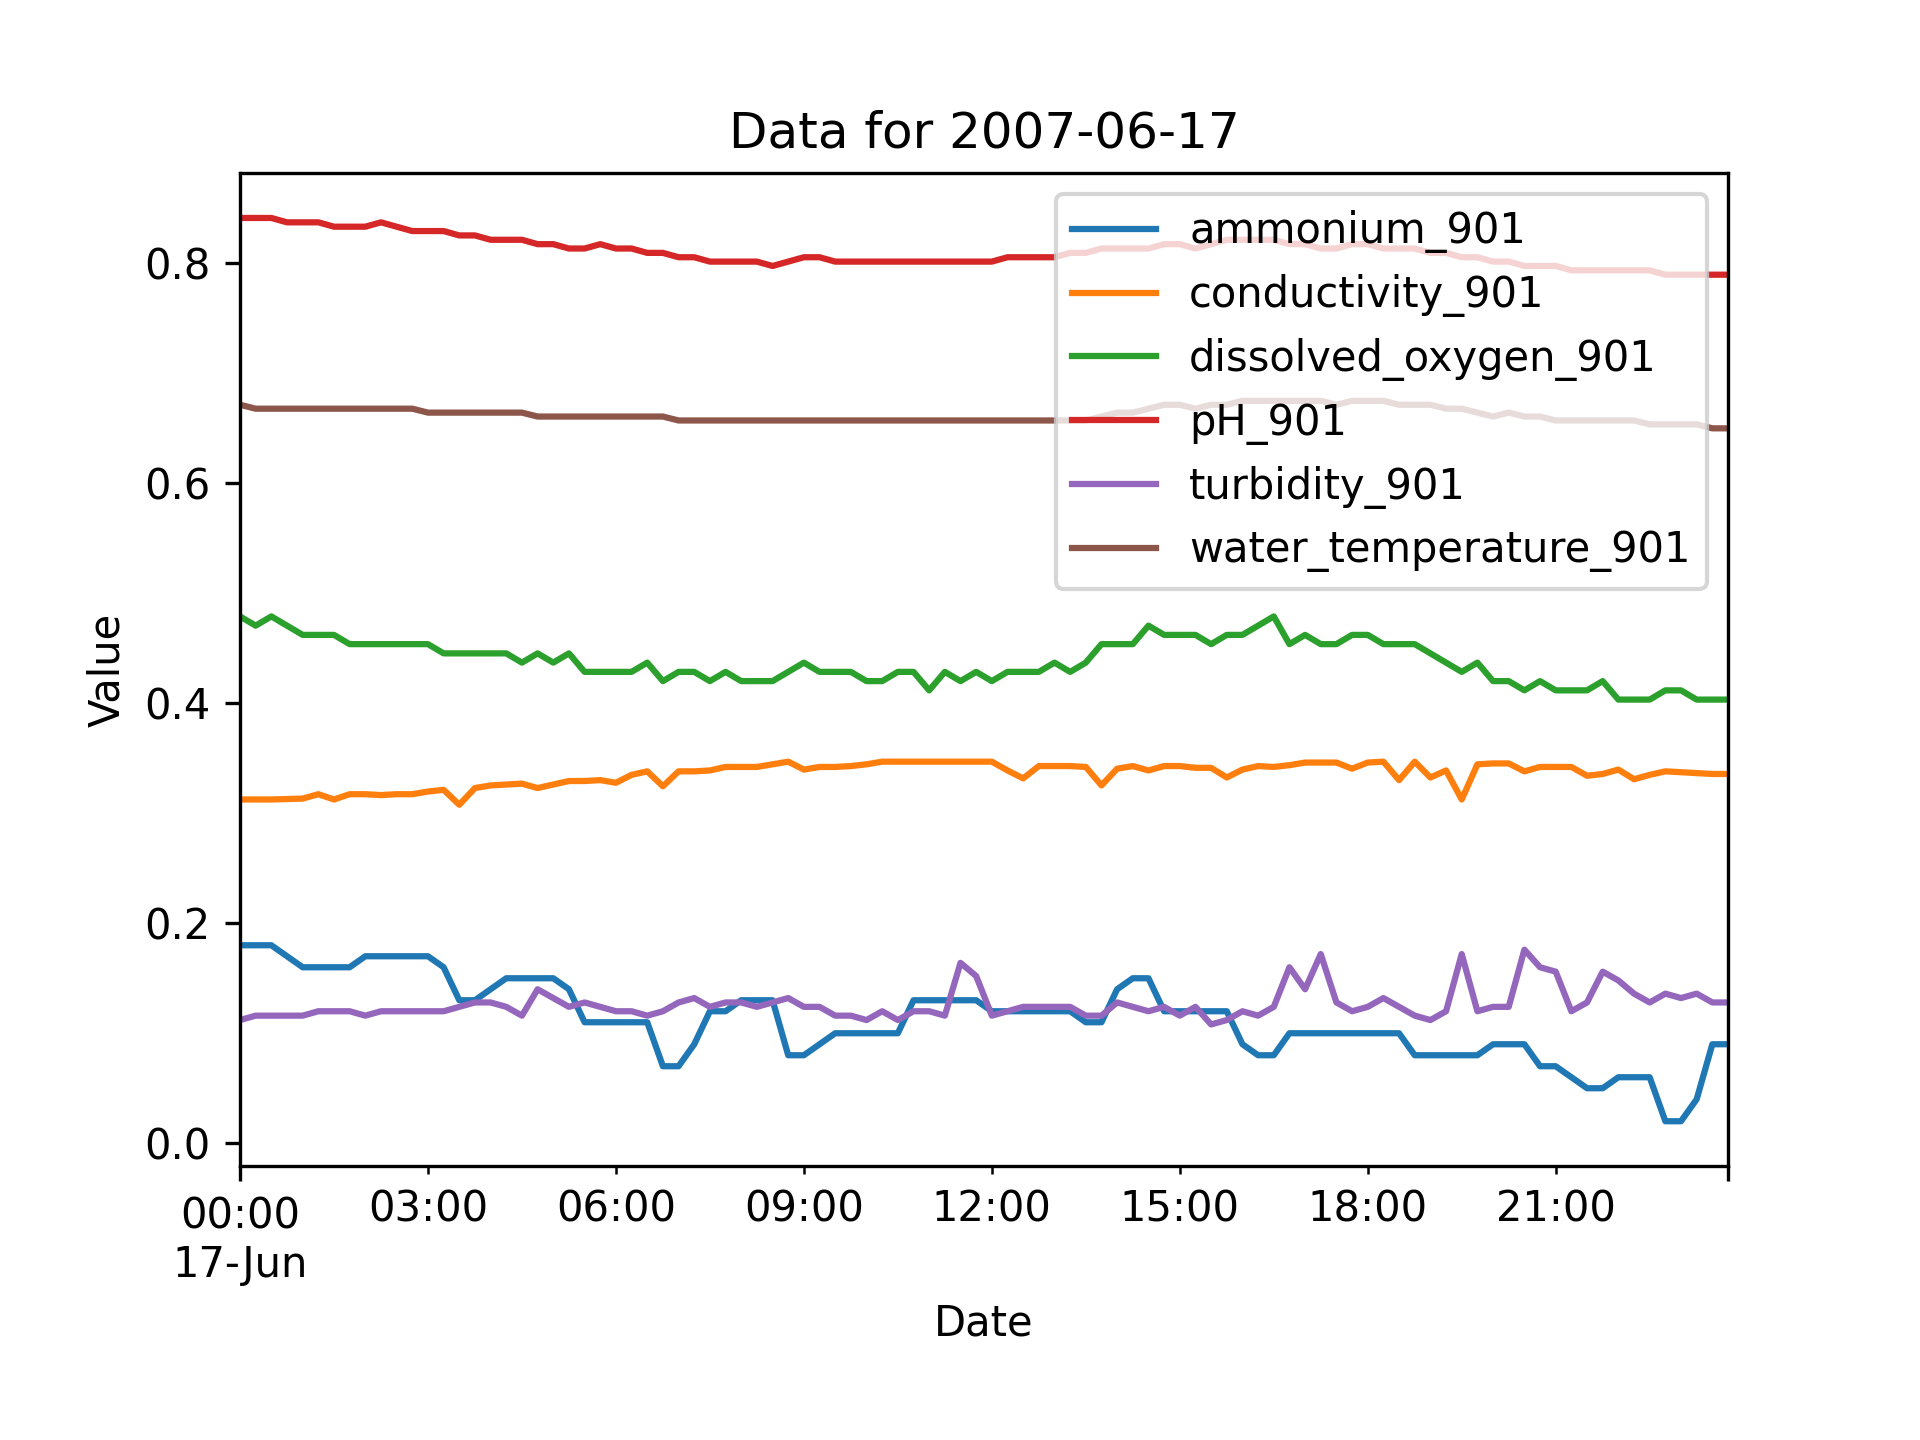 Data for 2007-06-17
ammonium_901
conductivity_901
dissolved_oxygen_901
pH_901
turbidity_901
water_temperature_901
Value
0.8
0.6
0.4
0.2
0.0
00:00 03:00 06:00 09:00 12:00 15:00 18:00 21:00
17-Jun
Date